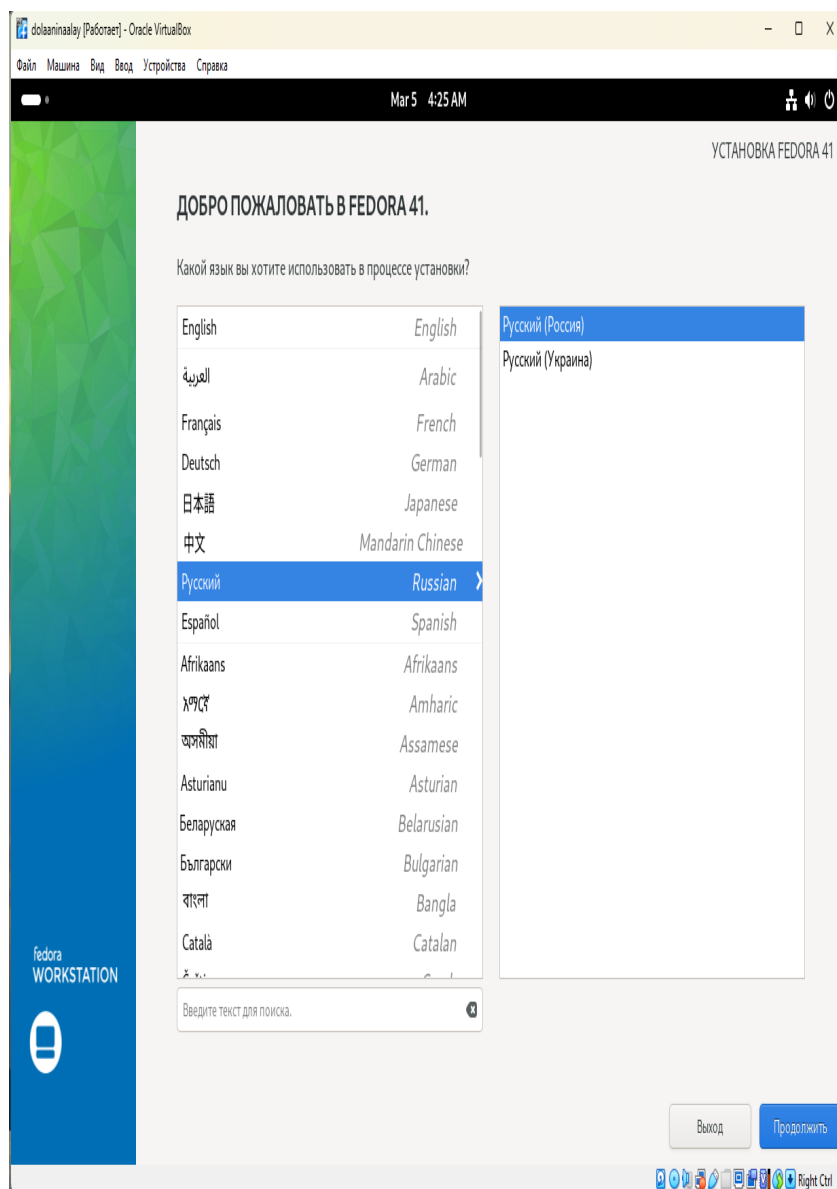 dolaaninaalay [Работает] - Oracle VirtualBox
Файл Машина Вид Ввод Устройства Справка
Mar 5 4:25 AM
УСТАНОВКА FEDORA 41
ДОБРО ПОЖАЛОВАТЬ В FEDORA 41.
Какой язык вы хотите использовать в процессе установки?
English English
العربية Arabic
Français French
Deutsch German
日本語 Japanese
中文 Mandarin Chinese
Русский Russian
Español Spanish
Afrikaans Afrikaans
አማርኛ Amharic
অসমীয়া Assamese
Asturianu Asturian
Беларуская Belarusian
Български Bulgarian
বাংলা Bangla
Català Catalan
Русский (Россия)
Русский (Украина)
Введите текст для поиска.
fedora
WORKSTATION
Выход Продолжить
Right Ctrl